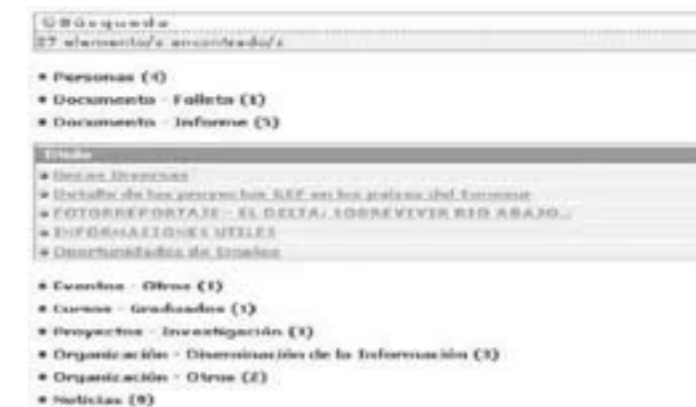 Búsqueda
27 elemento/s encontrado/s
• Personas (4)
• Documento - Folleto (1)
• Documento - Informe (5)
Título
• Becas Diversas
• Detalle de los proyectos GEF en los países del Mercosur
• FOTORREPORTAJE - EL DELTA, SOBREVIVIR RIO ABAJO...
• INFORMACIONES UTILES
• Oportunidades de Empleo
• Eventos - Otros (1)
• Cursos - Graduados (1)
• Proyectos - Investigación (1)
• Organización - Diseminación de la Información (3)
• Organización - Otros (2)
• Noticias (9)